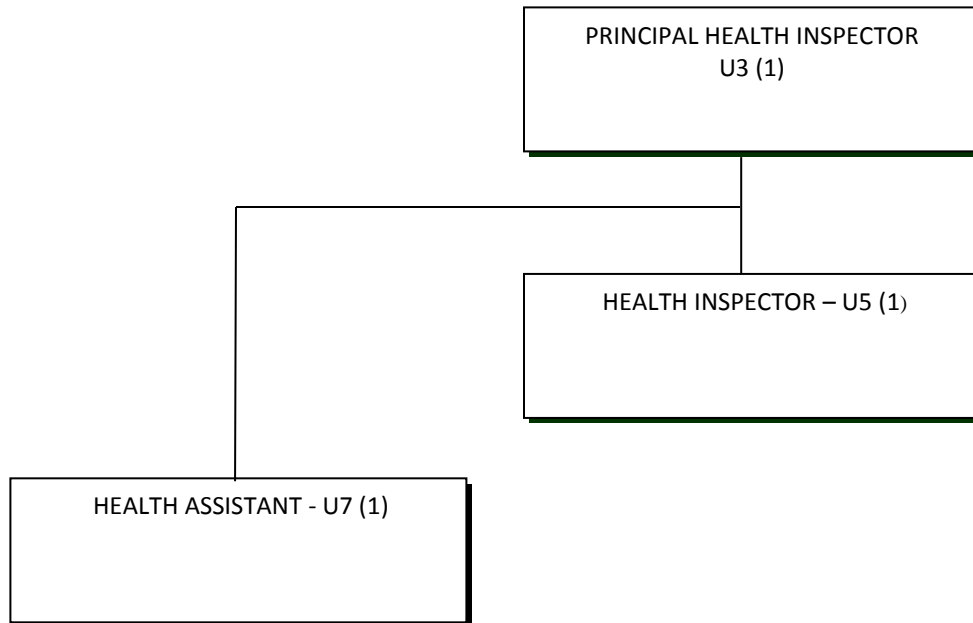 PRINCIPAL HEALTH INSPECTOR
U3 (1)
HEALTH INSPECTOR – U5 (1)
HEALTH ASSISTANT - U7 (1)